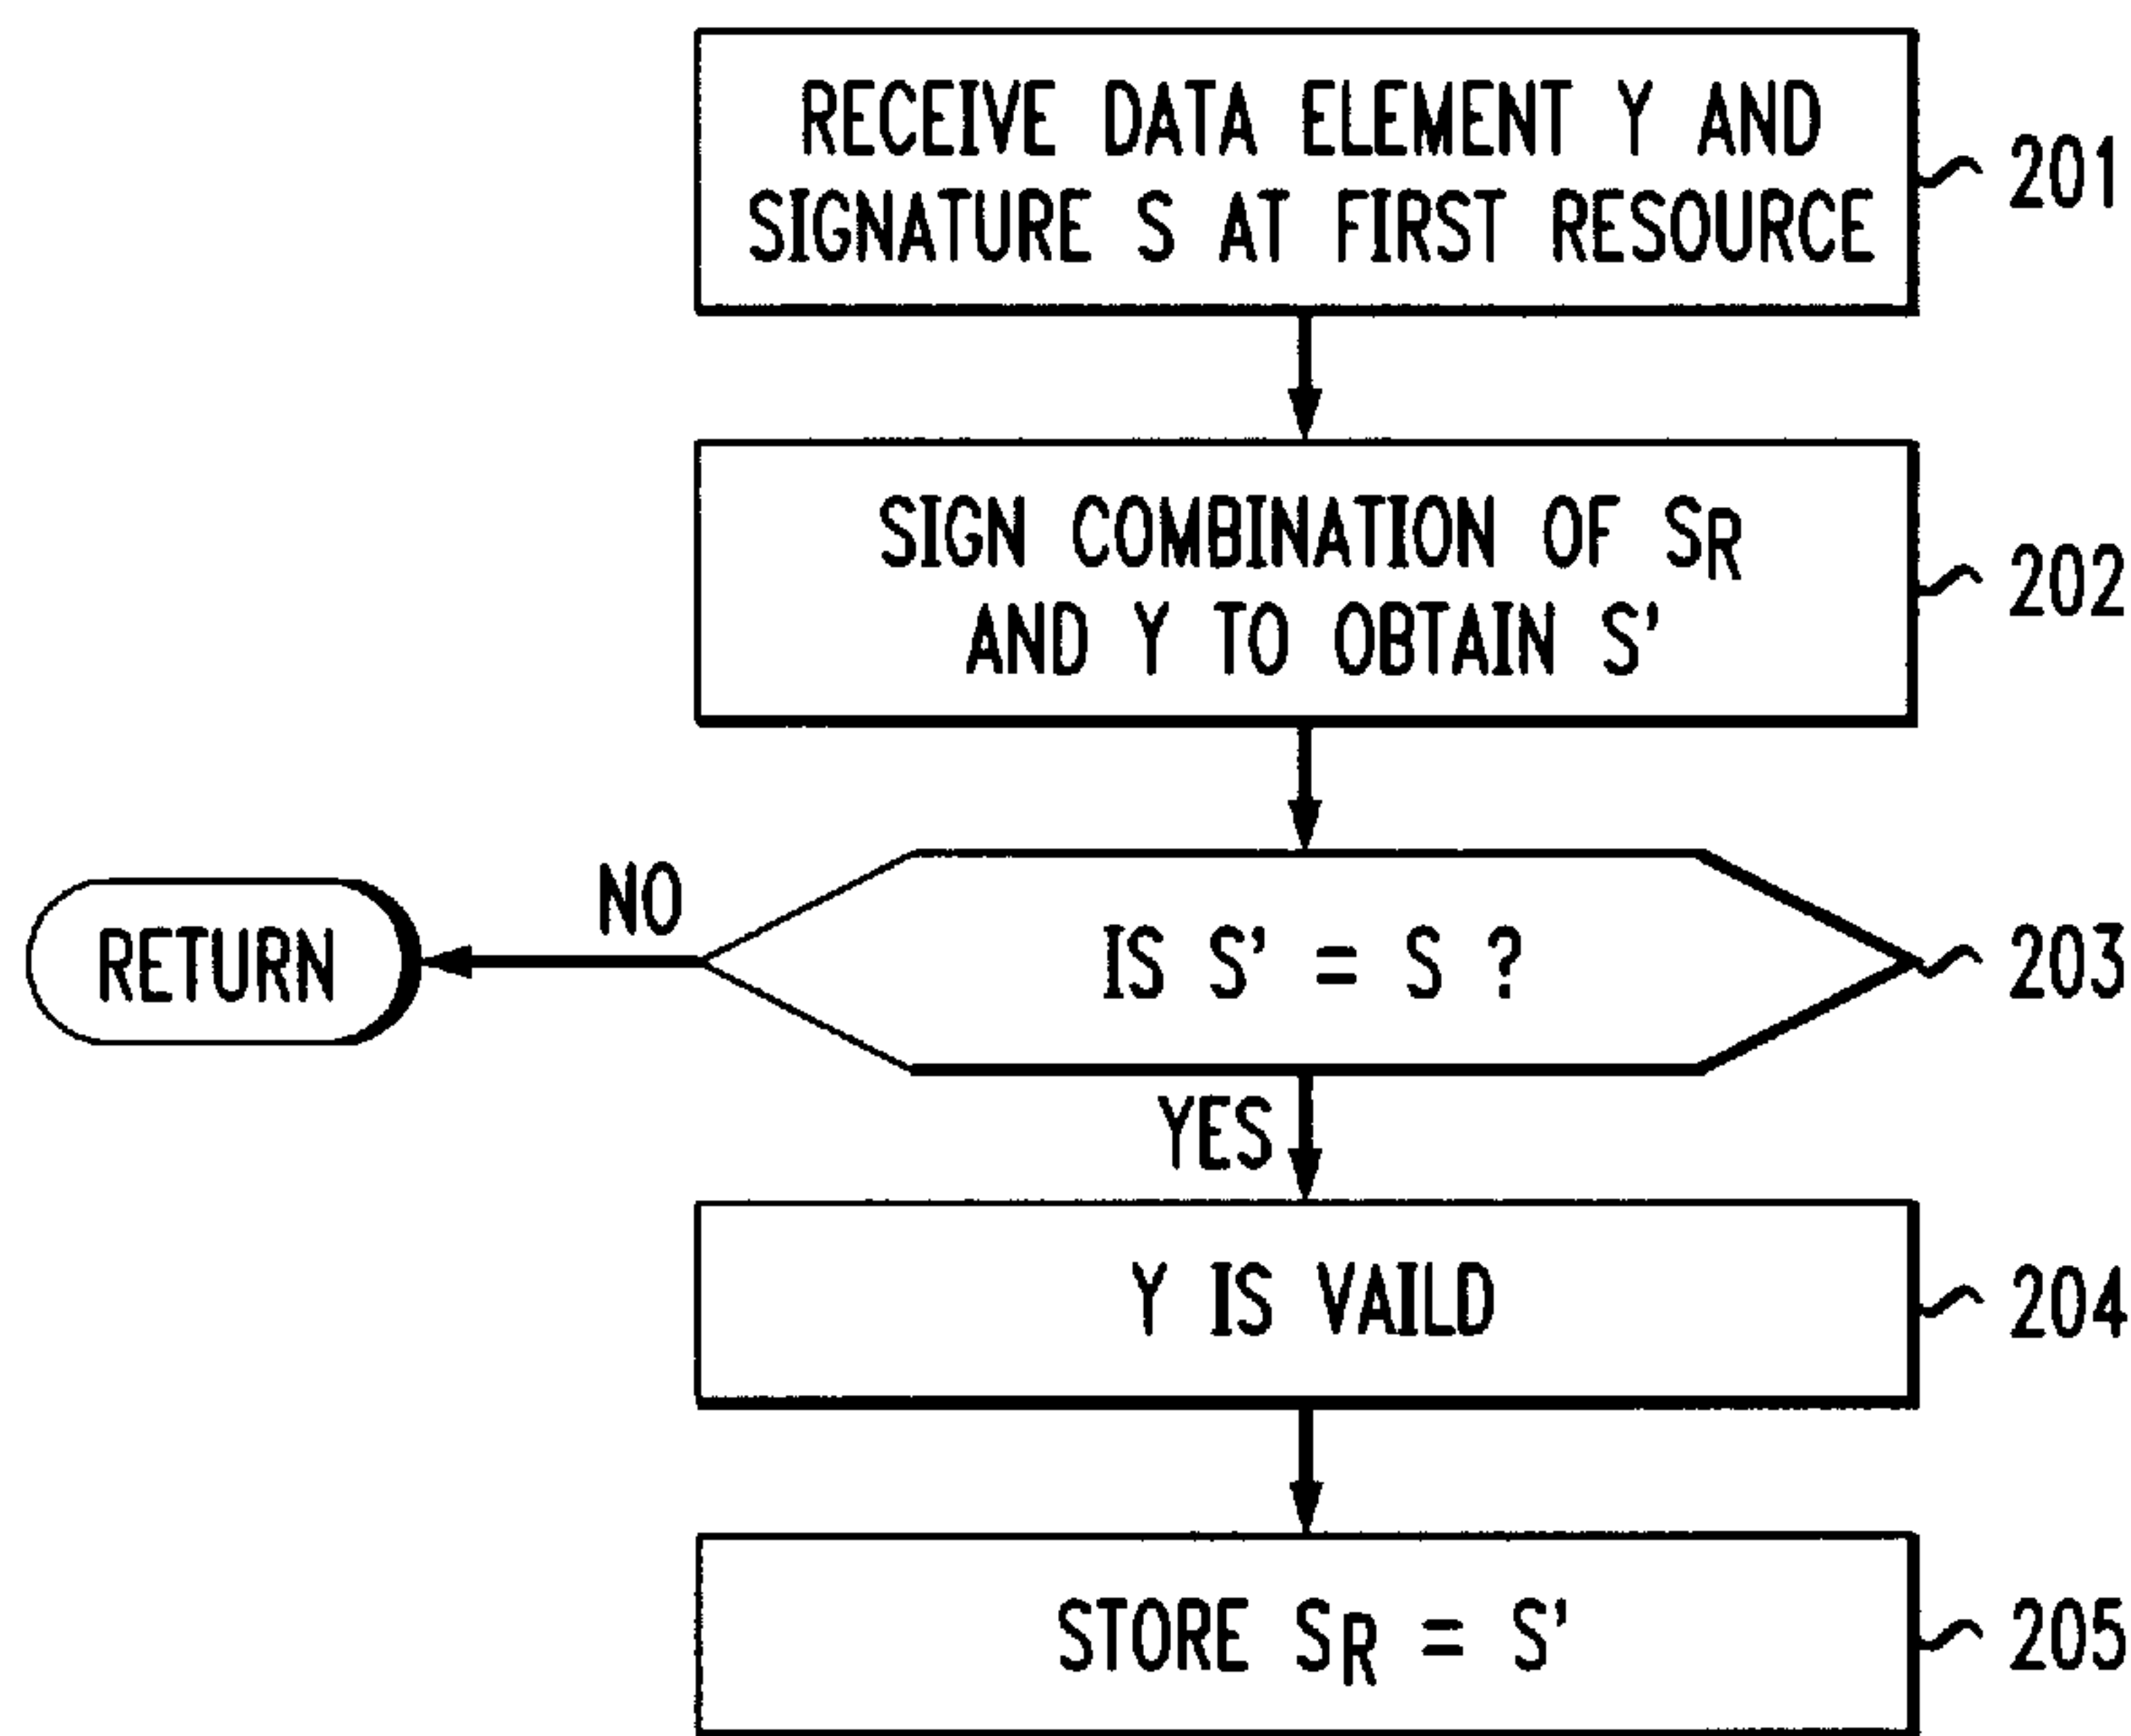 RECEIVE DATA ELEMENT Y AND
SIGNATURE S AT FIRST RESOURCE
201
SIGN COMBINATION OF SR
AND Y TO OBTAIN S'
202
NO
RETURN
IS S' = S ?
203
YES
Y IS VAILD
204
STORE SR = S'
205